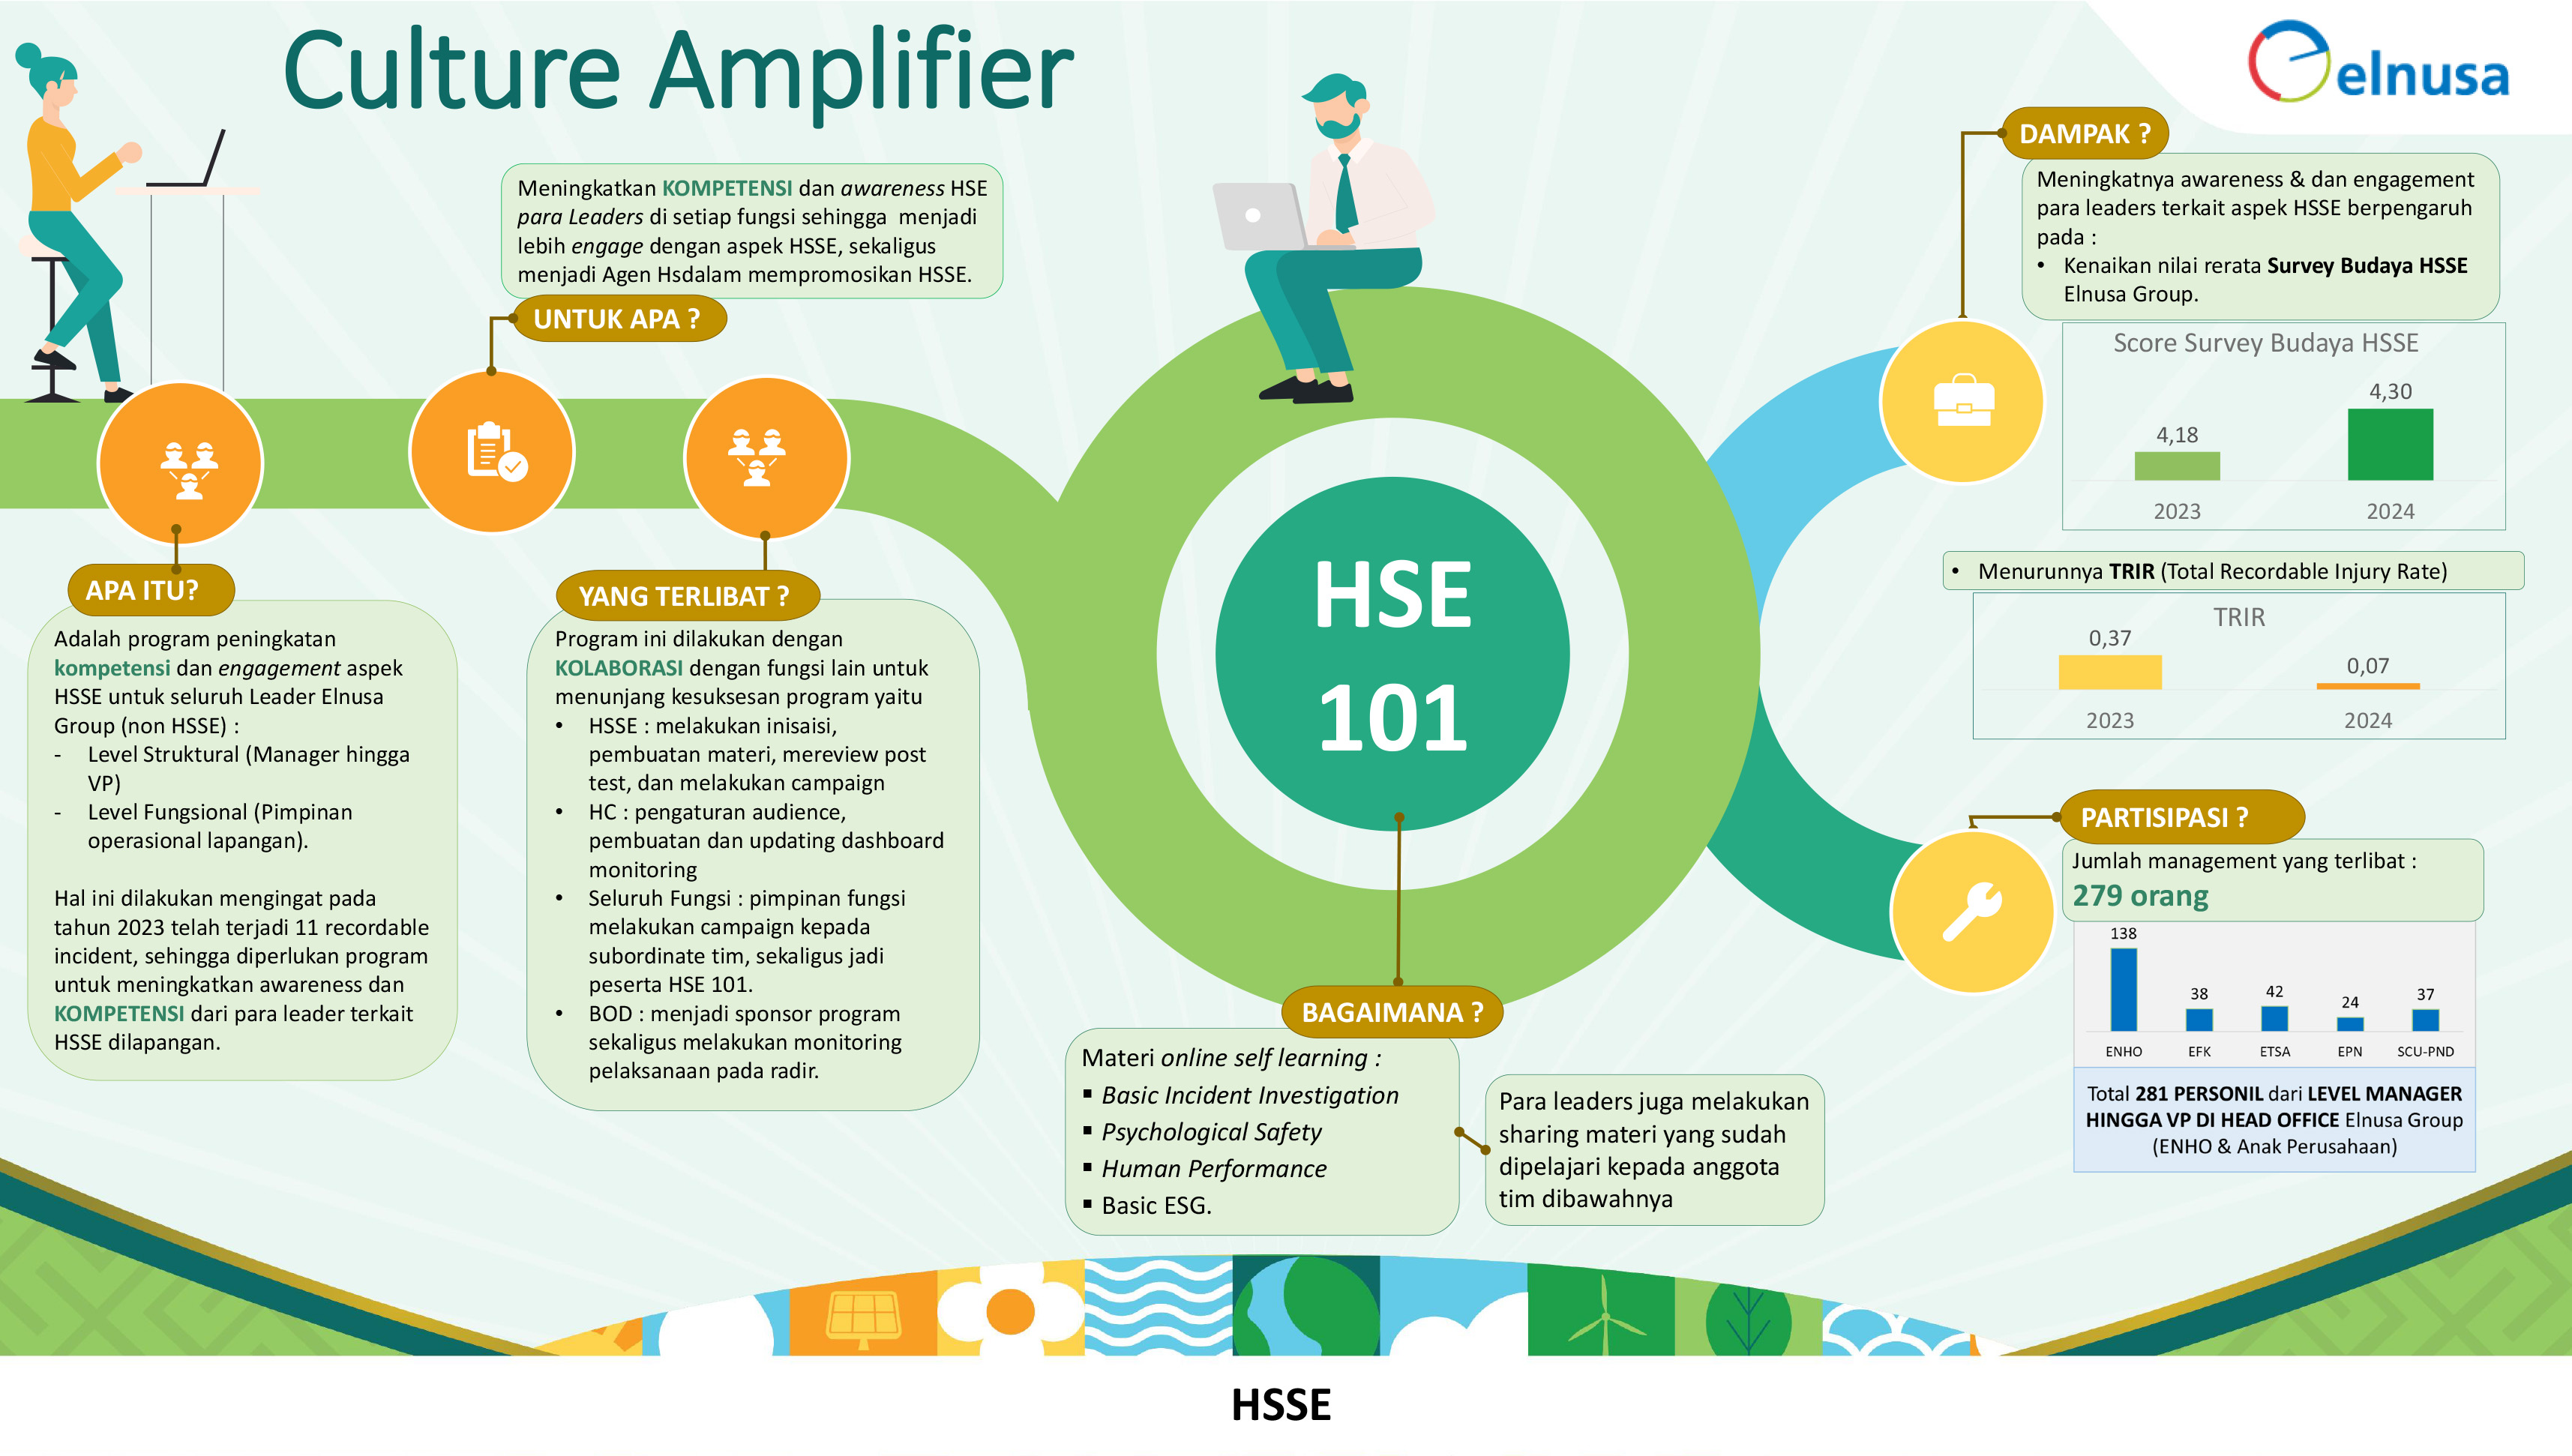 Culture Amplifier
elnusa
Meningkatkan KOMPETENSI dan awareness HSE
para Leaders di setiap fungsi sehingga menjadi
lebih engage dengan aspek HSSE, sekaligus
menjadi Agen Hsdalam mempromosikan HSSE.
UNTUK APA ?
APA ITU?
Adalah program peningkatan
kompetensi dan engagement aspek
HSSE untuk seluruh Leader Elnusa
Group (non HSSE) :
- Level Struktural (Manager hingga
VP)
- Level Fungsional (Pimpinan
operasional lapangan).
Hal ini dilakukan mengingat pada
tahun 2023 telah terjadi 11 recordable
incident, sehingga diperlukan program
untuk meningkatkan awareness dan
KOMPETENSI dari para leader terkait
HSSE dilapangan.
YANG TERLIBAT ?
Program ini dilakukan dengan
KOLABORASI dengan fungsi lain untuk
menunjang kesuksesan program yaitu
• HSSE : melakukan inisaisi,
pembuatan materi, mereview post
test, dan melakukan campaign
• HC : pengaturan audience,
pembuatan dan updating dashboard
monitoring
• Seluruh Fungsi : pimpinan fungsi
melakukan campaign kepada
subordinate tim, sekaligus jadi
peserta HSE 101.
• BOD : menjadi sponsor program
sekaligus melakukan monitoring
pelaksanaan pada radir.
HSE
101
BAGAIMANA ?
Materi online self learning :
▪ Basic Incident Investigation
▪ Psychological Safety
▪ Human Performance
▪ Basic ESG.
Para leaders juga melakukan
sharing materi yang sudah
dipelajari kepada anggota
tim dibawahnya
DAMPAK ?
Meningkatnya awareness & dan engagement
para leaders terkait aspek HSSE berpengaruh
pada :
• Kenaikan nilai rerata Survey Budaya HSSE
Elnusa Group.
Score Survey Budaya HSSE
4,18
4,30
2023
2024
• Menurunnya TRIR (Total Recordable Injury Rate)
TRIR
0,37
0,07
2023
2024
PARTISIPASI ?
Jumlah management yang terlibat :
279 orang
138
38
42
24
37
ENHO
EFK
ETSA
EPN
SCU-PND
Total 281 PERSONIL dari LEVEL MANAGER
HINGGA VP DI HEAD OFFICE Elnusa Group
(ENHO & Anak Perusahaan)
HSSE